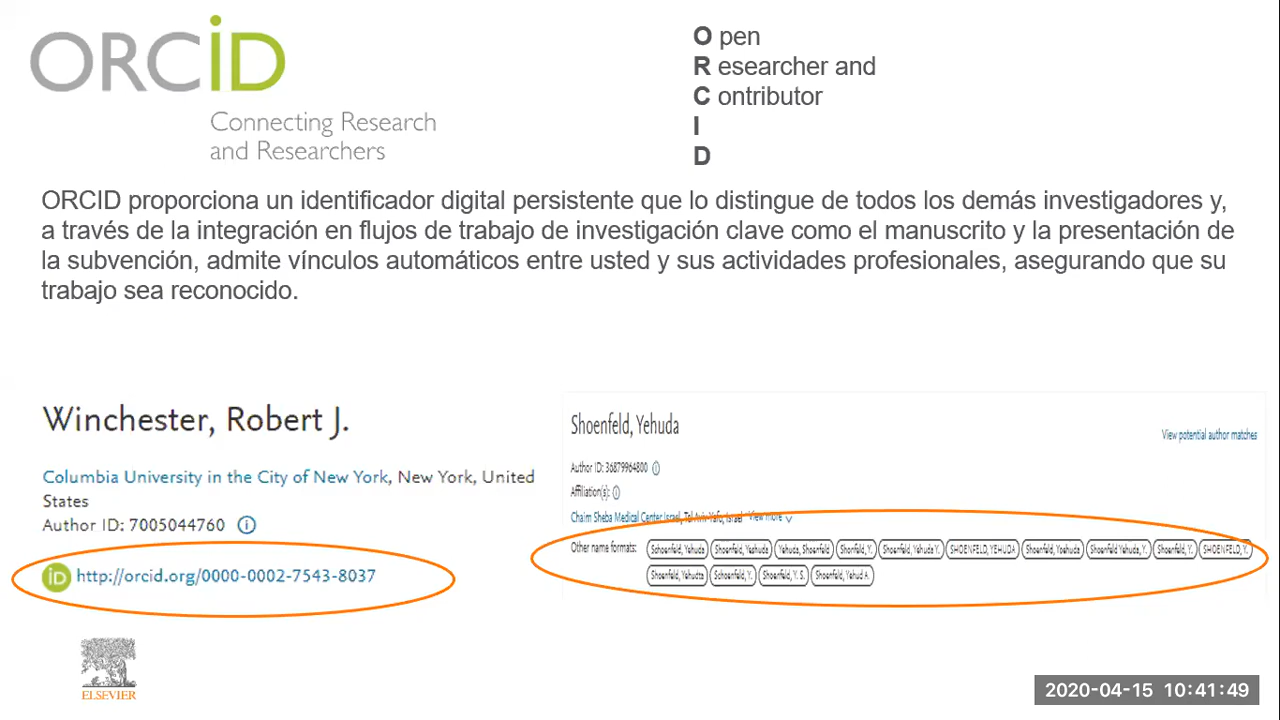 ORCID
Connecting Research
and Researchers
O pen
R esearcher and
C ontributor
I
D
ORCID proporciona un identificador digital persistente que lo distingue de todos los demás investigadores y,
a través de la integración en flujos de trabajo de investigación clave como el manuscrito y la presentación de
la subvención, admite vínculos automáticos entre usted y sus actividades profesionales, asegurando que su
trabajo sea reconocido.
Winchester, Robert J.
Columbia University in the City of New York, New York, United
States
Author ID: 7005044760
iD http://orcid.org/0000-0002-7543-8037
Shoenfeld, Yehuda
View potential author matches
Author ID: 36879964800
Affiliation(s):
Chaim Sheba Medical Center Israel, Tel Aviv-Yafo, Israel View more
Other name formats: Schoenfeld, Yehuda Shoenfeld, Yeahuda Yehuda, Shoenfeld Shonfeld, Y. Shoenfeld, Yehuda Y. SHOENFELD, YEHUDA Shoenfeld, Yoehuda Shoenfeld Yehuda, Y. Shoenfeld, Y. SHOENFELD, Y.
Shoenfeld, Yehudta Schoenfeld, Y. Shoenfeld, Y. S. Shoenfeld, Yehud A.
ELSEVIER
2020-04-15 10:41:49